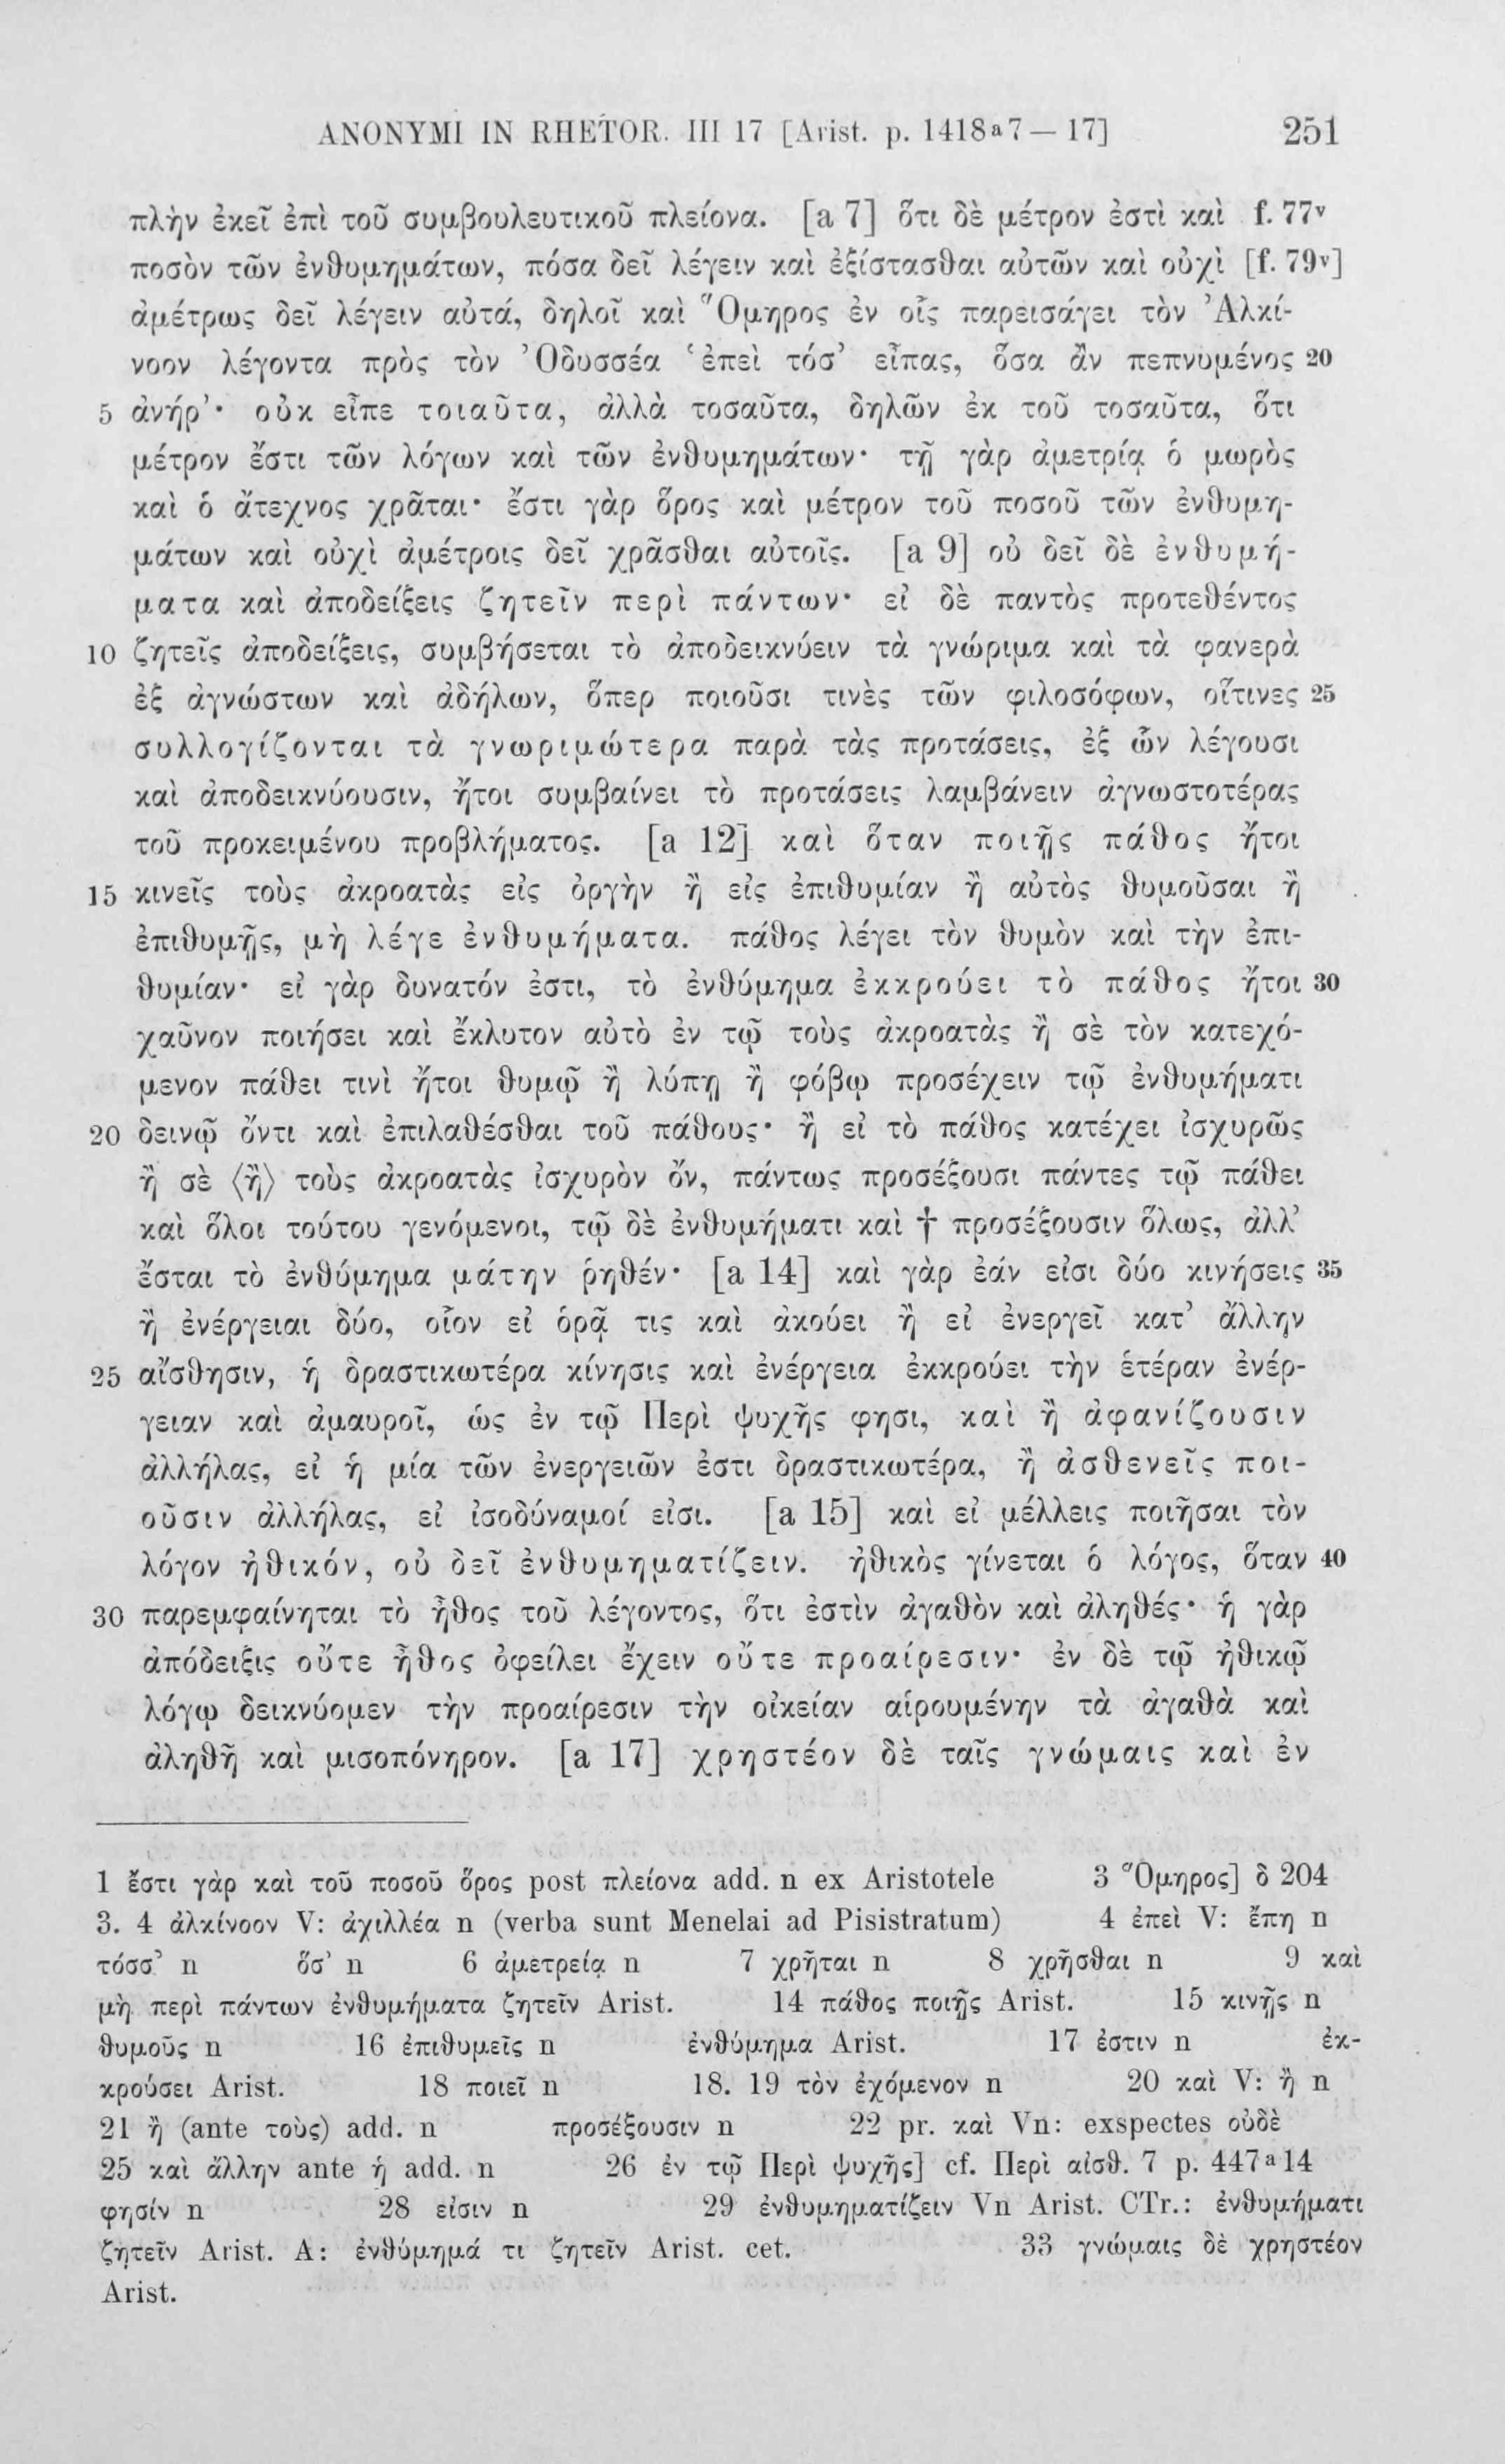 ANONYMI IN RHETOR. III 17 [Arist. p. 1418ᵃ7— 17] 251
πλὴν ἐκεῖ ἐπὶ τοῦ συμβουλευτικοῦ πλείονα. [a 7] ὅτι δὲ μέτρον ἐστὶ καὶ f. 77ᵛ
ποσὸν τῶν ἐνθυμημάτων, πόσα δεῖ λέγειν καὶ ἐξίστασθαι αὐτῶν καὶ οὐχὶ [f. 79ᵛ]
ἀμέτρως δεῖ λέγειν αὐτά, δηλοῖ καὶ Ὅμηρος ἐν οἷς παρεισάγει τὸν Ἀλκί-
νοον λέγοντα πρὸς τὸν Ὀδυσσέα ‘ἐπεὶ τόσ’ εἶπας, ὅσα ἂν πεπνυμένος 20
5 ἀνήρ’· οὐκ εἶπε τοιαῦτα, ἀλλὰ τοσαῦτα, δηλῶν ἐκ τοῦ τοσαῦτα, ὅτι
μέτρον ἔστι τῶν λόγων καὶ τῶν ἐνθυμημάτων· τῇ γὰρ ἀμετρίᾳ ὁ μωρὸς
καὶ ὁ ἄτεχνος χρᾶται· ἔστι γὰρ ὅρος καὶ μέτρον τοῦ ποσοῦ τῶν ἐνθυμη-
μάτων καὶ οὐχὶ ἀμέτροις δεῖ χρᾶσθαι αὐτοῖς. [a 9] οὐ δεῖ δὲ ἐνθυμή-
ματα καὶ ἀποδείξεις ζητεῖν περὶ πάντων· εἰ δὲ παντὸς προτεθέντος
10 ζητεῖς ἀποδείξεις, συμβήσεται τὸ ἀποδεικνύειν τὰ γνώριμα καὶ τὰ φανερὰ
ἐξ ἀγνώστων καὶ ἀδήλων, ὅπερ ποιοῦσι τινὲς τῶν φιλοσόφων, οἵτινες 25
συλλογίζονται τὰ γνωριμώτερα παρὰ τὰς προτάσεις, ἐξ ὧν λέγουσι
καὶ ἀποδεικνύουσιν, ἤτοι συμβαίνει τὸ προτάσεις λαμβάνειν ἀγνωστοτέρας
τοῦ προκειμένου προβλήματος. [a 12] καὶ ὅταν ποιῇς πάθος ἤτοι
15 κινεῖς τοὺς ἀκροατὰς εἰς ὀργὴν ἢ εἰς ἐπιθυμίαν ἢ αὐτὸς θυμοῦσαι ἢ
ἐπιθυμῇς, μὴ λέγε ἐνθυμήματα. πάθος λέγει τὸν θυμὸν καὶ τὴν ἐπι-
θυμίαν· εἰ γὰρ δυνατόν ἐστι, τὸ ἐνθύμημα ἐκκρούει τὸ πάθος ἤτοι 30
χαῦνον ποιήσει καὶ ἔκλυτον αὐτὸ ἐν τῷ τοὺς ἀκροατὰς ἢ σὲ τὸν κατεχό-
μενον πάθει τινὶ ἤτοι θυμῷ ἢ λύπῃ ἢ φόβῳ προσέχειν τῷ ἐνθυμήματι
20 δεινῷ ὄντι καὶ ἐπιλαθέσθαι τοῦ πάθους· ἢ εἰ τὸ πάθος κατέχει ἰσχυρῶς
ἢ σὲ ⟨ἢ⟩ τοὺς ἀκροατὰς ἰσχυρὸν ὄν, πάντως προσέξουσι πάντες τῷ πάθει
καὶ ὅλοι τούτου γενόμενοι, τῷ δὲ ἐνθυμήματι καὶ † προσέξουσιν ὅλως, ἀλλ’
ἔσται τὸ ἐνθύμημα μάτην ῥηθέν· [a 14] καὶ γὰρ ἐάν εἰσι δύο κινήσεις 35
ἢ ἐνέργειαι δύο, οἷον εἰ ὁρᾷ τις καὶ ἀκούει ἢ εἰ ἐνεργεῖ κατ’ ἄλλην
25 αἴσθησιν, ἡ δραστικωτέρα κίνησις καὶ ἐνέργεια ἐκκρούει τὴν ἑτέραν ἐνέρ-
γειαν καὶ ἀμαυροῖ, ὡς ἐν τῷ Περὶ ψυχῆς φησι, καὶ ἢ ἀφανίζουσιν
ἀλλήλας, εἰ ἡ μία τῶν ἐνεργειῶν ἐστι δραστικωτέρα, ἢ ἀσθενεῖς ποι-
οῦσιν ἀλλήλας, εἰ ἰσοδύναμοί εἰσι. [a 15] καὶ εἰ μέλλεις ποιῆσαι τὸν
λόγον ἠθικόν, οὐ δεῖ ἐνθυμηματίζειν. ἠθικὸς γίνεται ὁ λόγος, ὅταν 40
30 παρεμφαίνηται τὸ ἦθος τοῦ λέγοντος, ὅτι ἐστὶν ἀγαθὸν καὶ ἀληθές· ἡ γὰρ
ἀπόδειξις οὔτε ἦθος ὀφείλει ἔχειν οὔτε προαίρεσιν· ἐν δὲ τῷ ἠθικῷ
λόγῳ δεικνύομεν τὴν προαίρεσιν τὴν οἰκείαν αἱρουμένην τὰ ἀγαθὰ καὶ
ἀληθῆ καὶ μισοπόνηρον. [a 17] χρηστέον δὲ ταῖς γνώμαις καὶ ἐν
1 ἔστι γὰρ καὶ τοῦ ποσοῦ ὅρος post πλείονα add. n ex Aristotele 3 Ὅμηρος] δ 204
3. 4 ἀλκίνοον V: ἀχιλλέα n (verba sunt Menelai ad Pisistratum) 4 ἐπεὶ V: ἔπη n
τόσσ’ n ὅσ’ n 6 ἀμετρείᾳ n 7 χρῆται n 8 χρῆσθαι n 9 καὶ
μὴ περὶ πάντων ἐνθυμήματα ζητεῖν Arist. 14 πάθος ποιῇς Arist. 15 κινῇς n
θυμοῦς n 16 ἐπιθυμεῖς n ἐνθύμημα Arist. 17 ἐστιν n ἐκ-
κρούσει Arist. 18 ποιεῖ n 18. 19 τὸν ἐχόμενον n 20 καὶ V: ἢ n
21 ἢ (ante τοὺς) add. n προσέξουσιν n 22 pr. καὶ Vn: exspectes οὐδὲ
25 καὶ ἄλλην ante ἡ add. n 26 ἐν τῷ Περὶ ψυχῆς] cf. Περὶ αἰσθ. 7 p. 447ᵃ14
φησίν n 28 εἰσιν n 29 ἐνθυμηματίζειν Vn Arist. CTr.: ἐνθυμήματι
ζητεῖν Arist. A: ἐνθύμημά τι ζητεῖν Arist. cet. 33 γνώμαις δὲ χρηστέον
Arist.